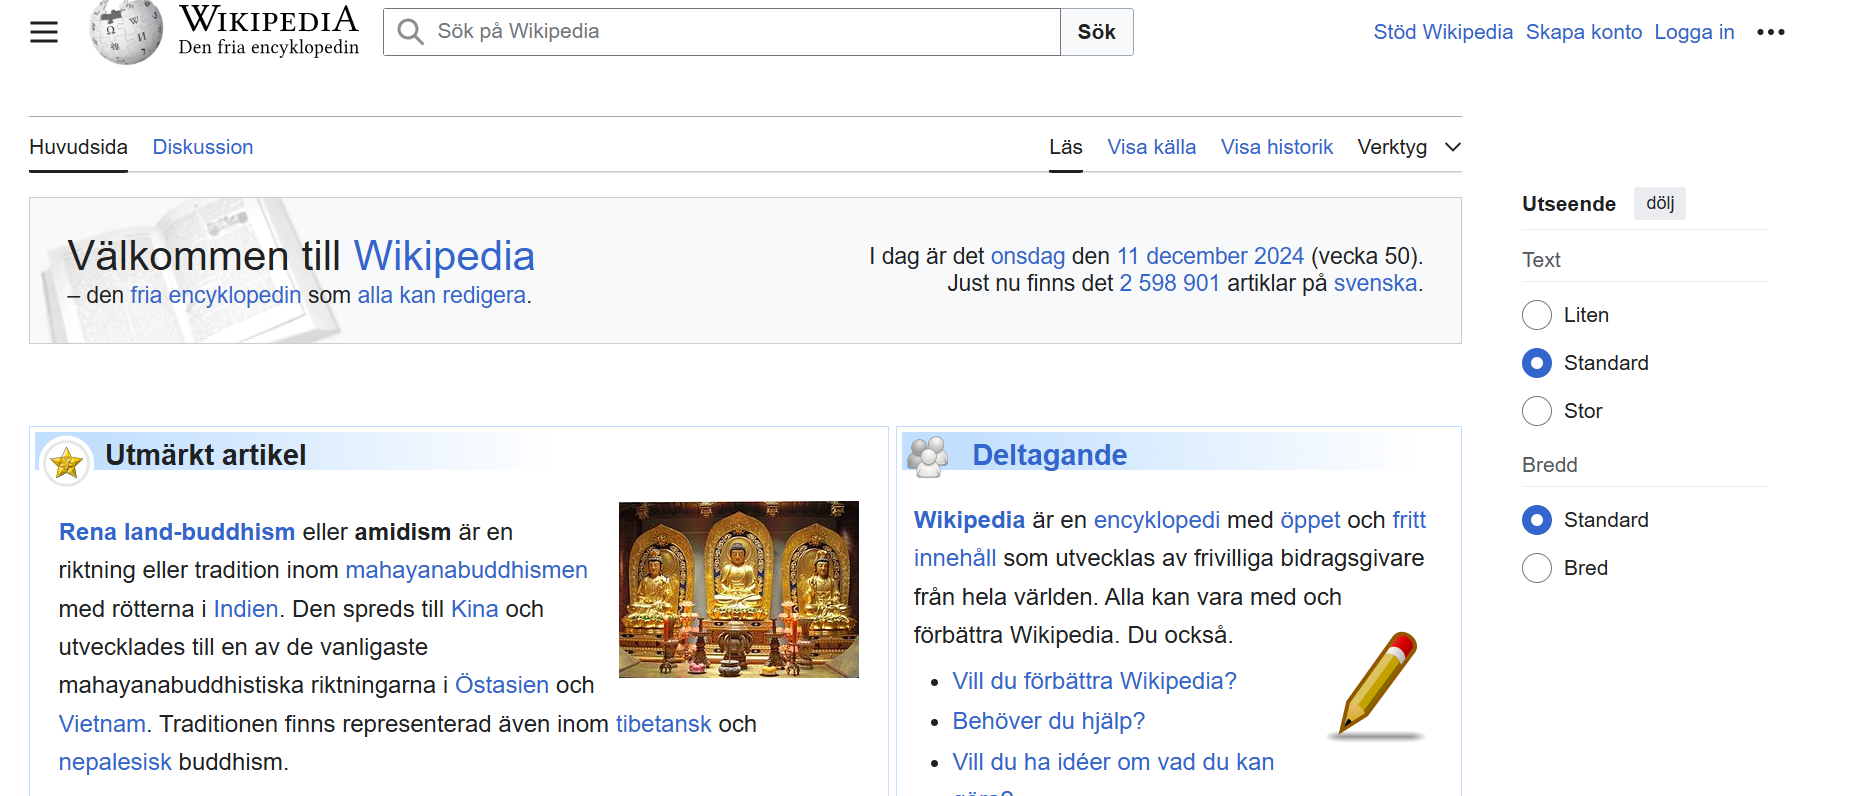 WIKIPEDIA
Den fria encyklopedin
Sök på Wikipedia
Sök
Stöd Wikipedia Skapa konto Logga in
Huvudsida Diskussion
Läs Visa källa Visa historik Verktyg
Välkommen till Wikipedia
– den fria encyklopedin som alla kan redigera.
I dag är det onsdag den 11 december 2024 (vecka 50).
Just nu finns det 2 598 901 artiklar på svenska.
Utmärkt artikel
Rena land-buddhism eller amidism är en
riktning eller tradition inom mahayanabuddhismen
med rötterna i Indien. Den spreds till Kina och
utvecklades till en av de vanligaste
mahayanabuddhistiska riktningarna i Östasien och
Vietnam. Traditionen finns representerad även inom tibetansk och
nepalesisk buddhism.
Deltagande
Wikipedia är en encyklopedi med öppet och fritt
innehåll som utvecklas av frivilliga bidragsgivare
från hela världen. Alla kan vara med och
förbättra Wikipedia. Du också.
• Vill du förbättra Wikipedia?
• Behöver du hjälp?
• Vill du ha idéer om vad du kan
Utseende dölj
Text
Liten
Standard
Stor
Bredd
Standard
Bred